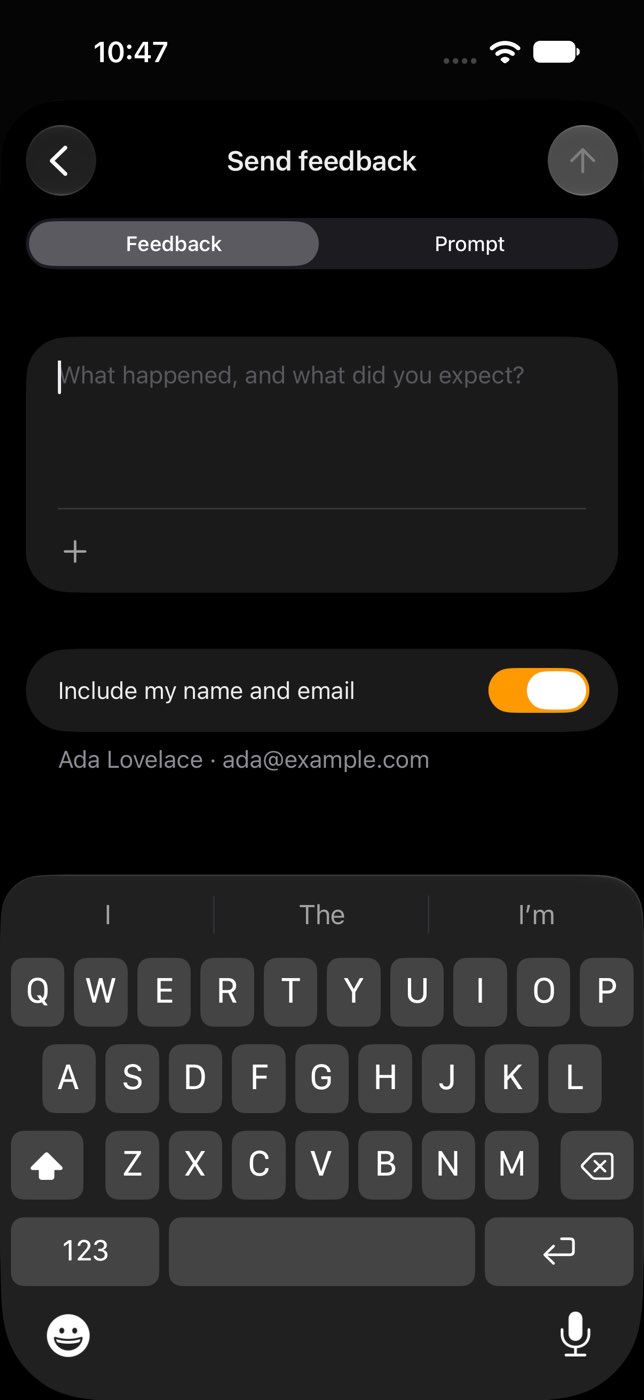 10:47
Send feedback
Feedback Prompt
What happened, and what did you expect?
Include my name and email
Ada Lovelace · ada@example.com
I The I’m
Q W E R T Y U I O P
A S D F G H J K L
Z X C V B N M
123